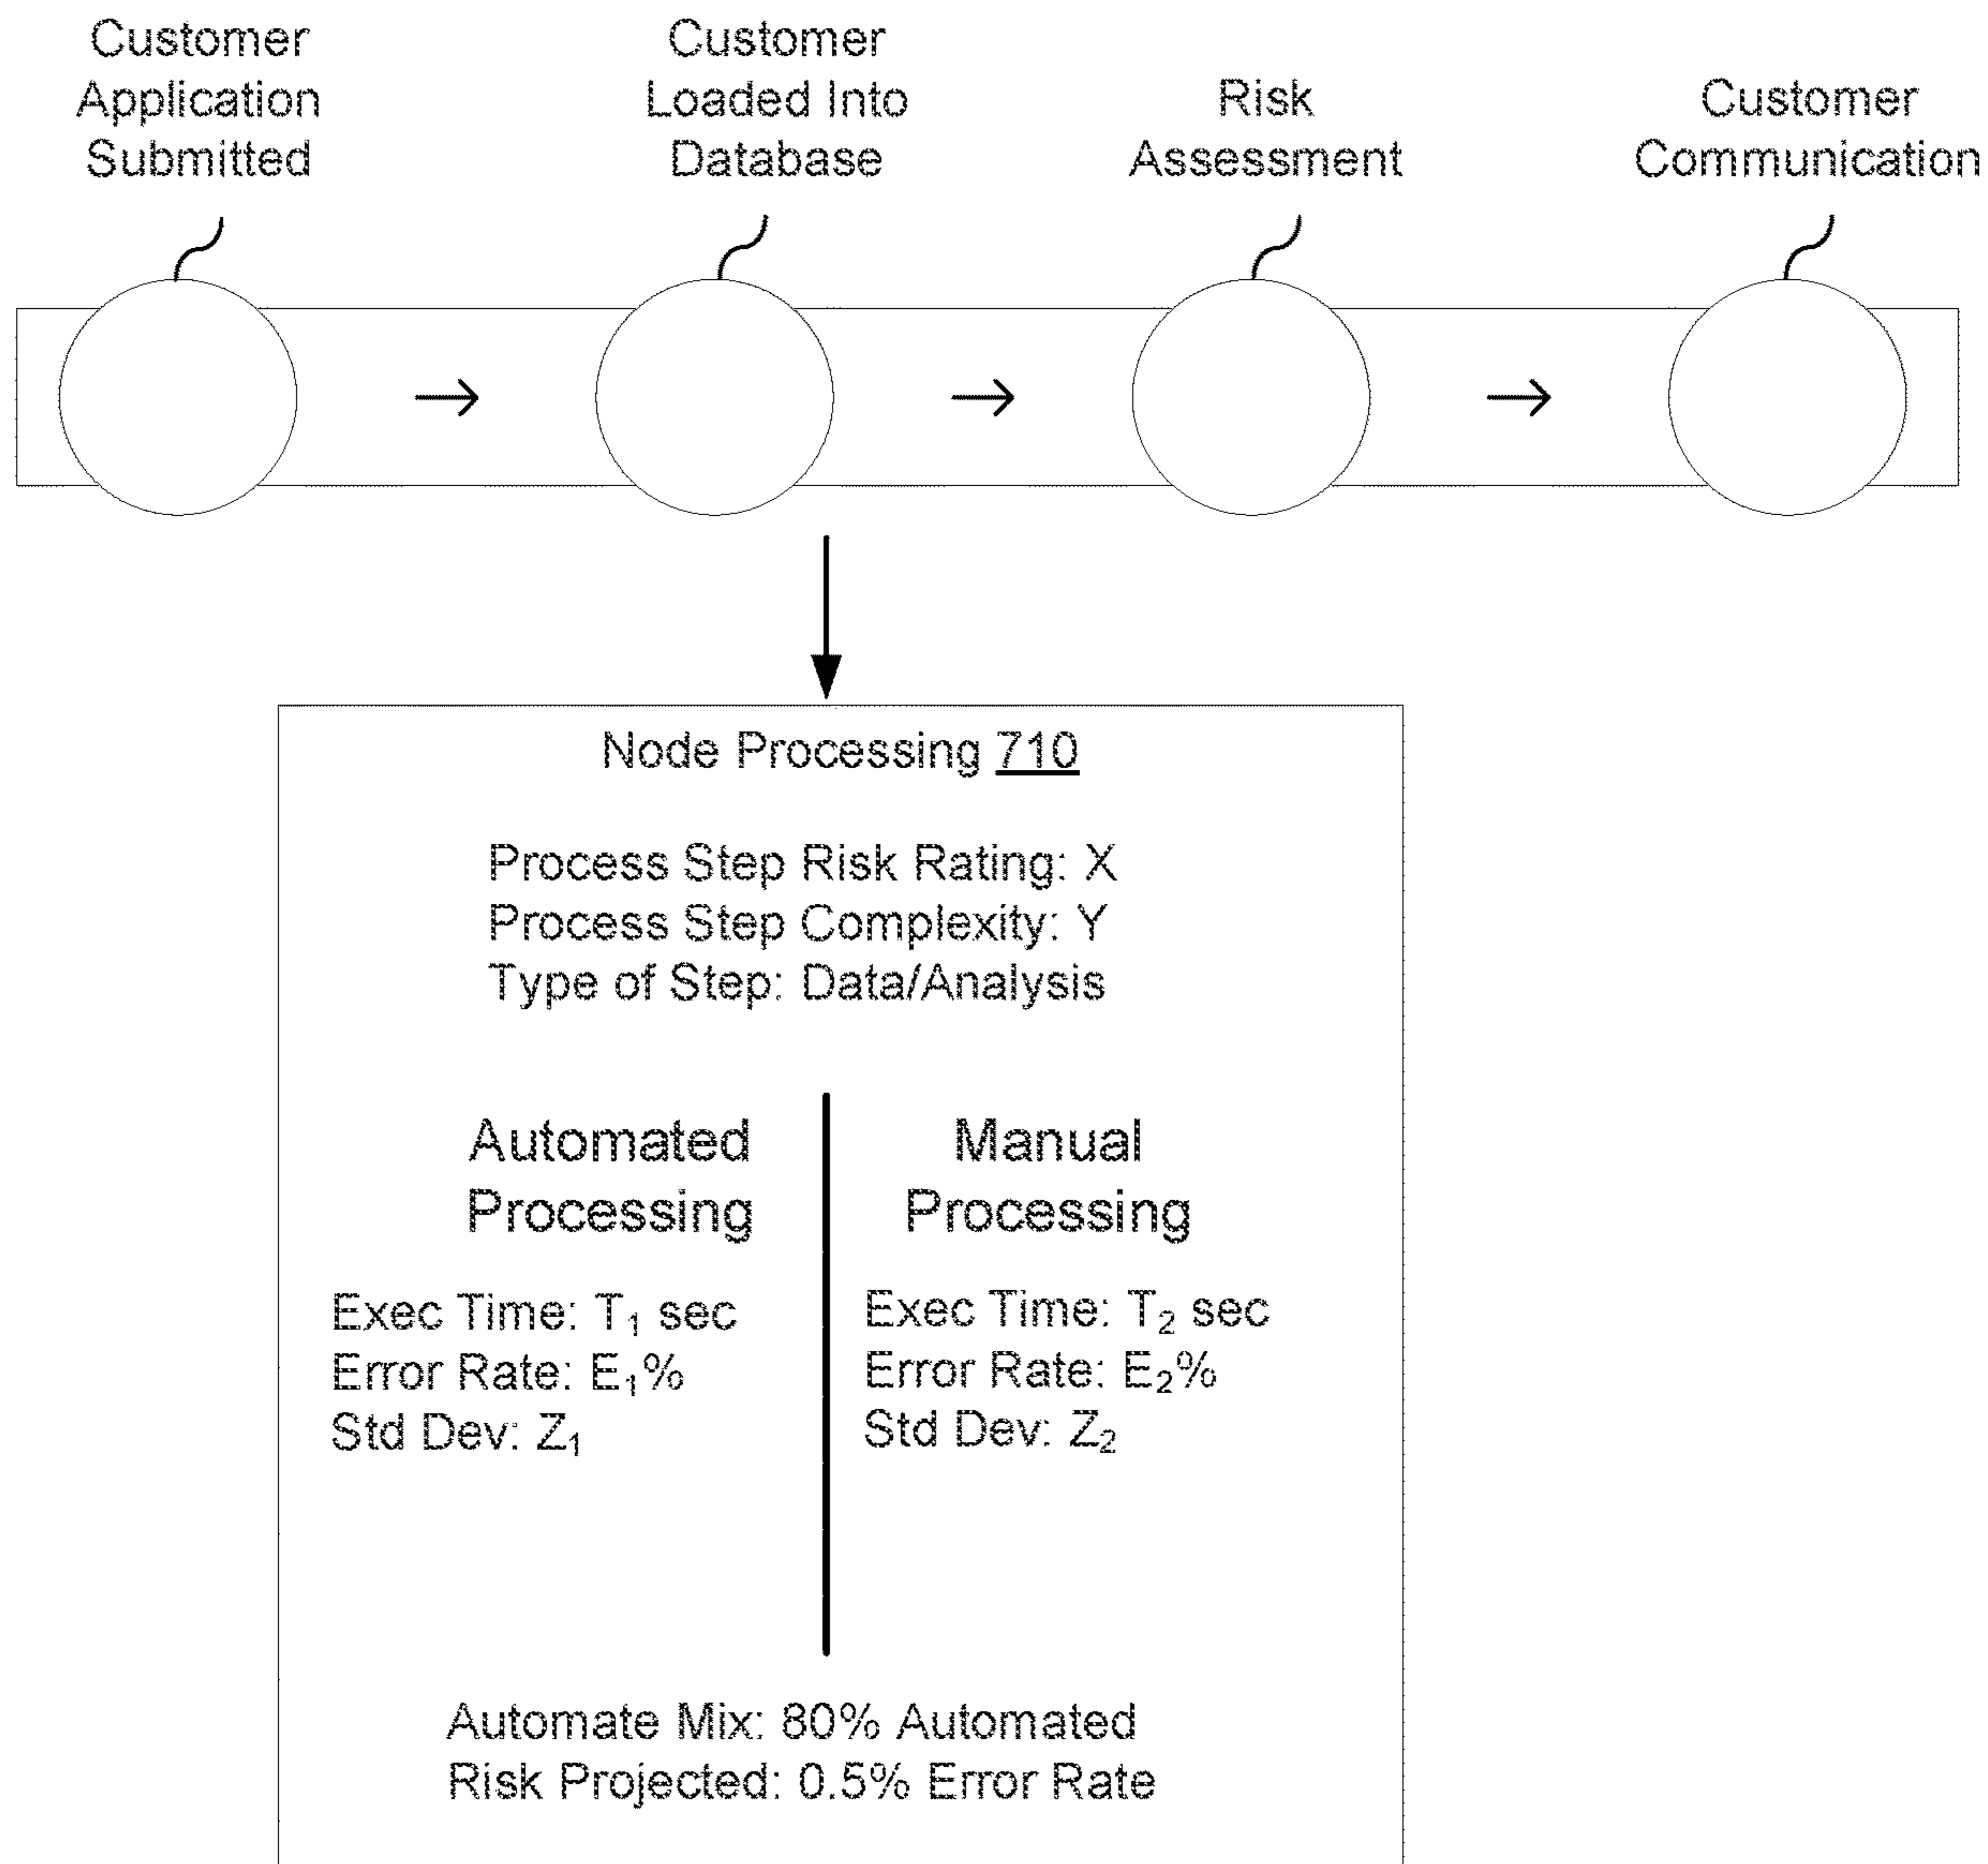 Customer
Application
Submitted
Customer
Loaded Into
Database
Risk
Assessment
Customer
Communication
Node Processing 710
Process Step Risk Rating: X
Process Step Complexity: Y
Type of Step: Data/Analysis
Automated
Processing
Exec Time: T₁ sec
Error Rate: E₁%
Std Dev: Z₁
Manual
Processing
Exec Time: T₂ sec
Error Rate: E₂%
Std Dev: Z₂
Automate Mix: 80% Automated
Risk Projected: 0.5% Error Rate